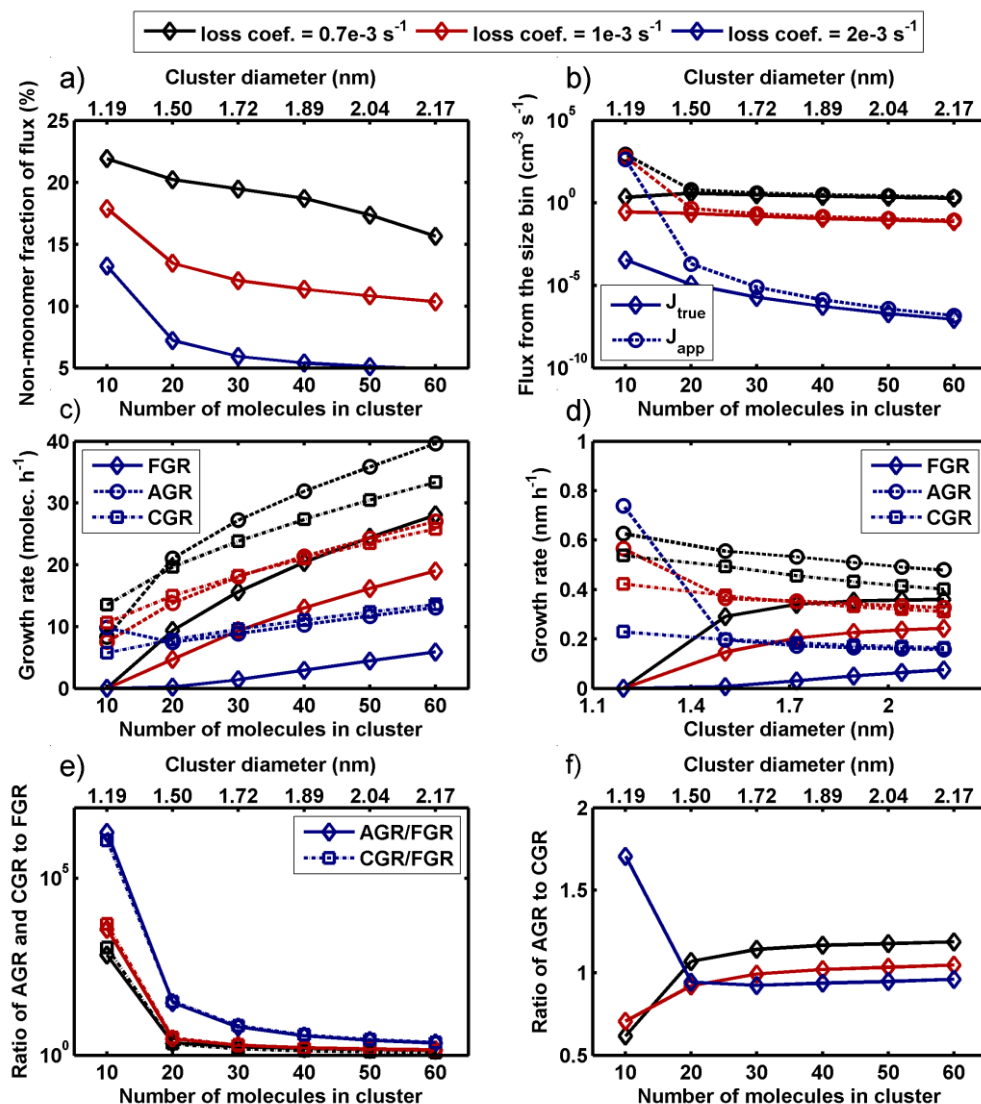 loss coef. = 0.7e-3 s⁻¹ loss coef. = 1e-3 s⁻¹ loss coef. = 2e-3 s⁻¹
a)
Cluster diameter (nm)
1.19 1.50 1.72 1.89 2.04 2.17
Non-monomer fraction of flux (%)
25
20
15
10
5
10 20 30 40 50 60
Number of molecules in cluster
b)
Cluster diameter (nm)
1.19 1.50 1.72 1.89 2.04 2.17
Flux from the size bin (cm⁻³ s⁻¹)
10⁵
10⁰
10⁻⁵
10⁻¹⁰
J_true
J_app
10 20 30 40 50 60
Number of molecules in cluster
c)
Growth rate (molec. h⁻¹)
40
30
20
10
0
FGR
AGR
CGR
10 20 30 40 50 60
Number of molecules in cluster
d)
Growth rate (nm h⁻¹)
1
0.8
0.6
0.4
0.2
0
FGR
AGR
CGR
1.1 1.4 1.7 2
Cluster diameter (nm)
e)
Cluster diameter (nm)
1.19 1.50 1.72 1.89 2.04 2.17
Ratio of AGR and CGR to FGR
10⁵
10⁰
AGR/FGR
CGR/FGR
10 20 30 40 50 60
Number of molecules in cluster
f)
Cluster diameter (nm)
1.19 1.50 1.72 1.89 2.04 2.17
Ratio of AGR to CGR
2
1.5
1
0.5
10 20 30 40 50 60
Number of molecules in cluster